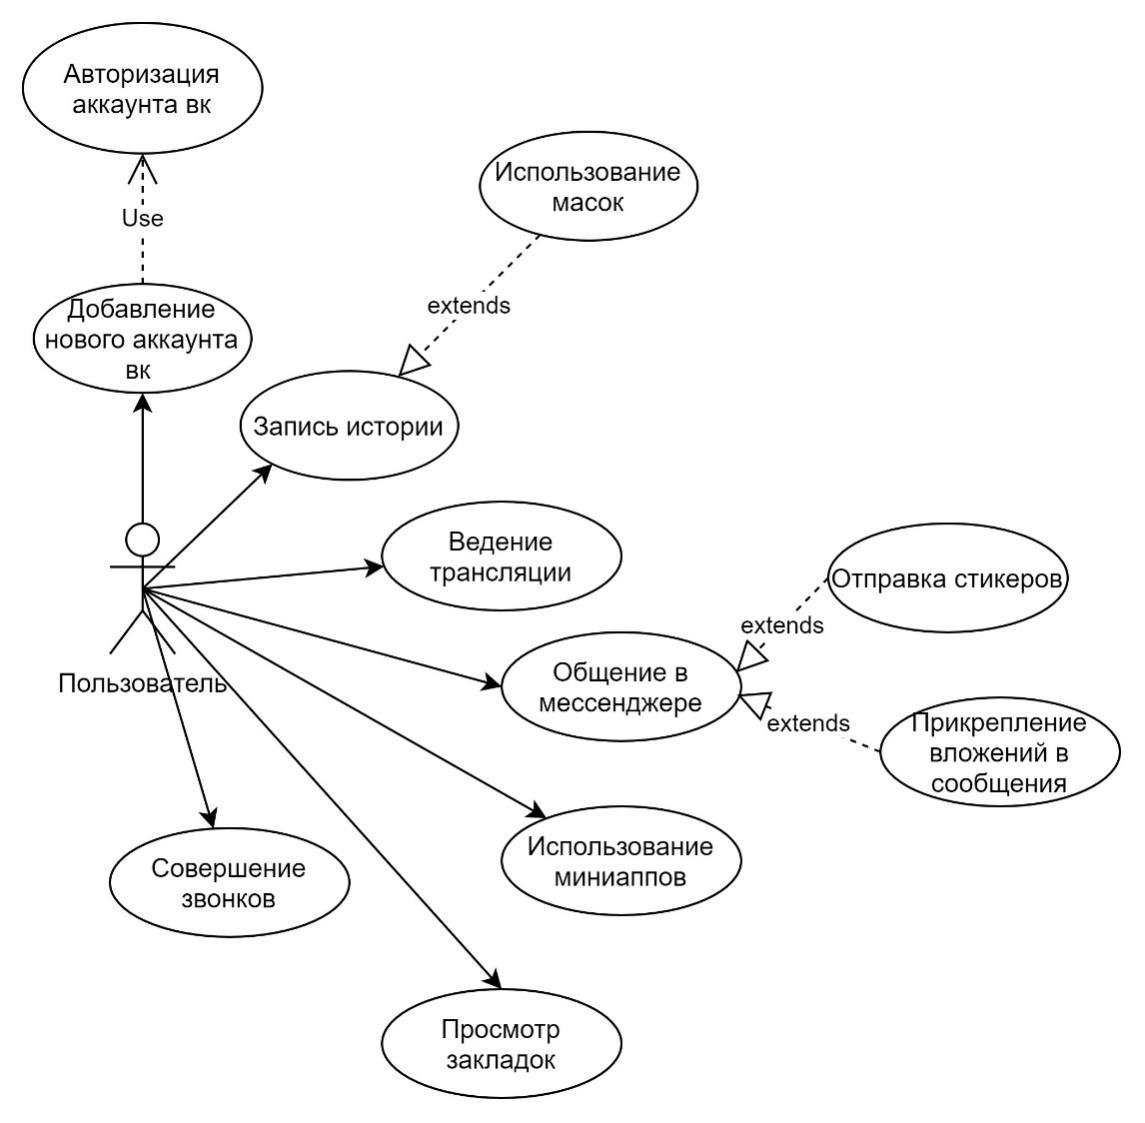 Авторизация
аккаунта вк
Использование
масок
Use
extends
Добавление
нового аккаунта
вк
Запись истории
Ведение
трансляции
Отправка стикеров
extends
Пользователь
Общение в
мессенджере
extends
Прикрепление
вложений в
сообщения
Использование
миниаппов
Совершение
звонков
Просмотр
закладок